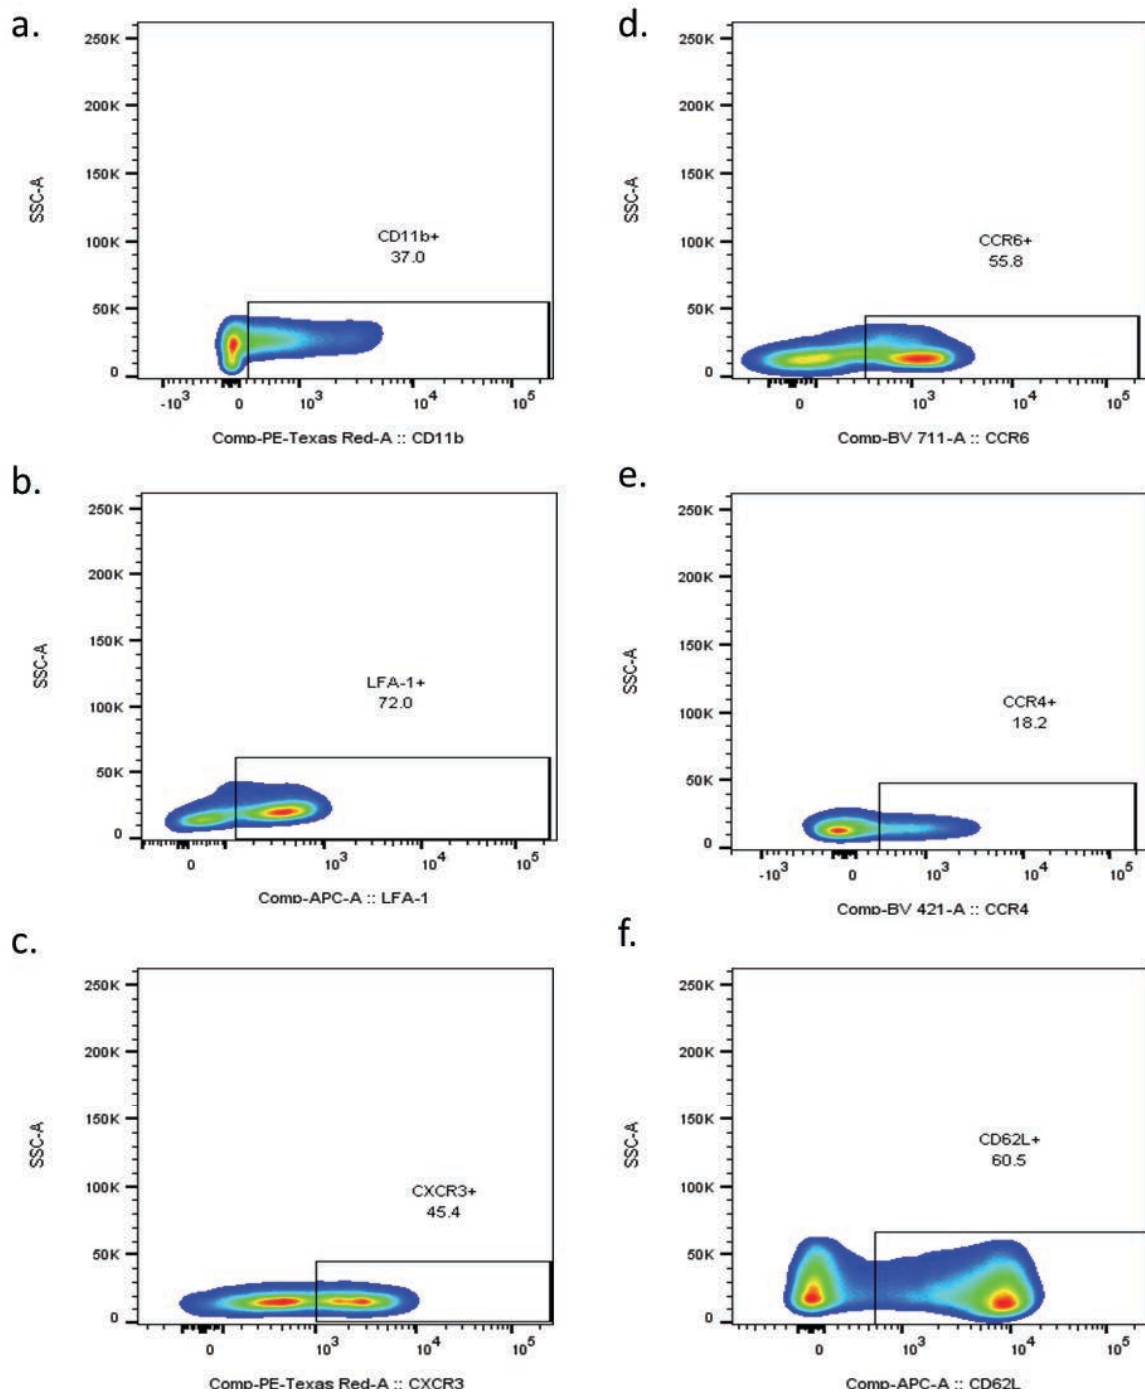 a.
250K
200K
150K
100K
50K
0
SSC-A
CD11b+
37.0
-10³ 0 10³ 10⁴ 10⁵
Comp-PE-Texas Red-A :: CD11b
b.
250K
200K
150K
100K
50K
0
SSC-A
LFA-1+
72.0
0 10³ 10⁴ 10⁵
Comp-APC-A :: LFA-1
c.
250K
200K
150K
100K
50K
0
SSC-A
CXCR3+
45.4
0 10³ 10⁴ 10⁵
Comp-PE-Texas Red-A :: CXCR3
d.
250K
200K
150K
100K
50K
0
SSC-A
CCR6+
55.8
0 10³ 10⁴ 10⁵
Comp-BV 711-A :: CCR6
e.
250K
200K
150K
100K
50K
0
SSC-A
CCR4+
18.2
-10³ 0 10³ 10⁴ 10⁵
Comp-BV 421-A :: CCR4
f.
250K
200K
150K
100K
50K
0
SSC-A
CD62L+
60.5
0 10³ 10⁴ 10⁵
Comp-APC-A :: CD62L